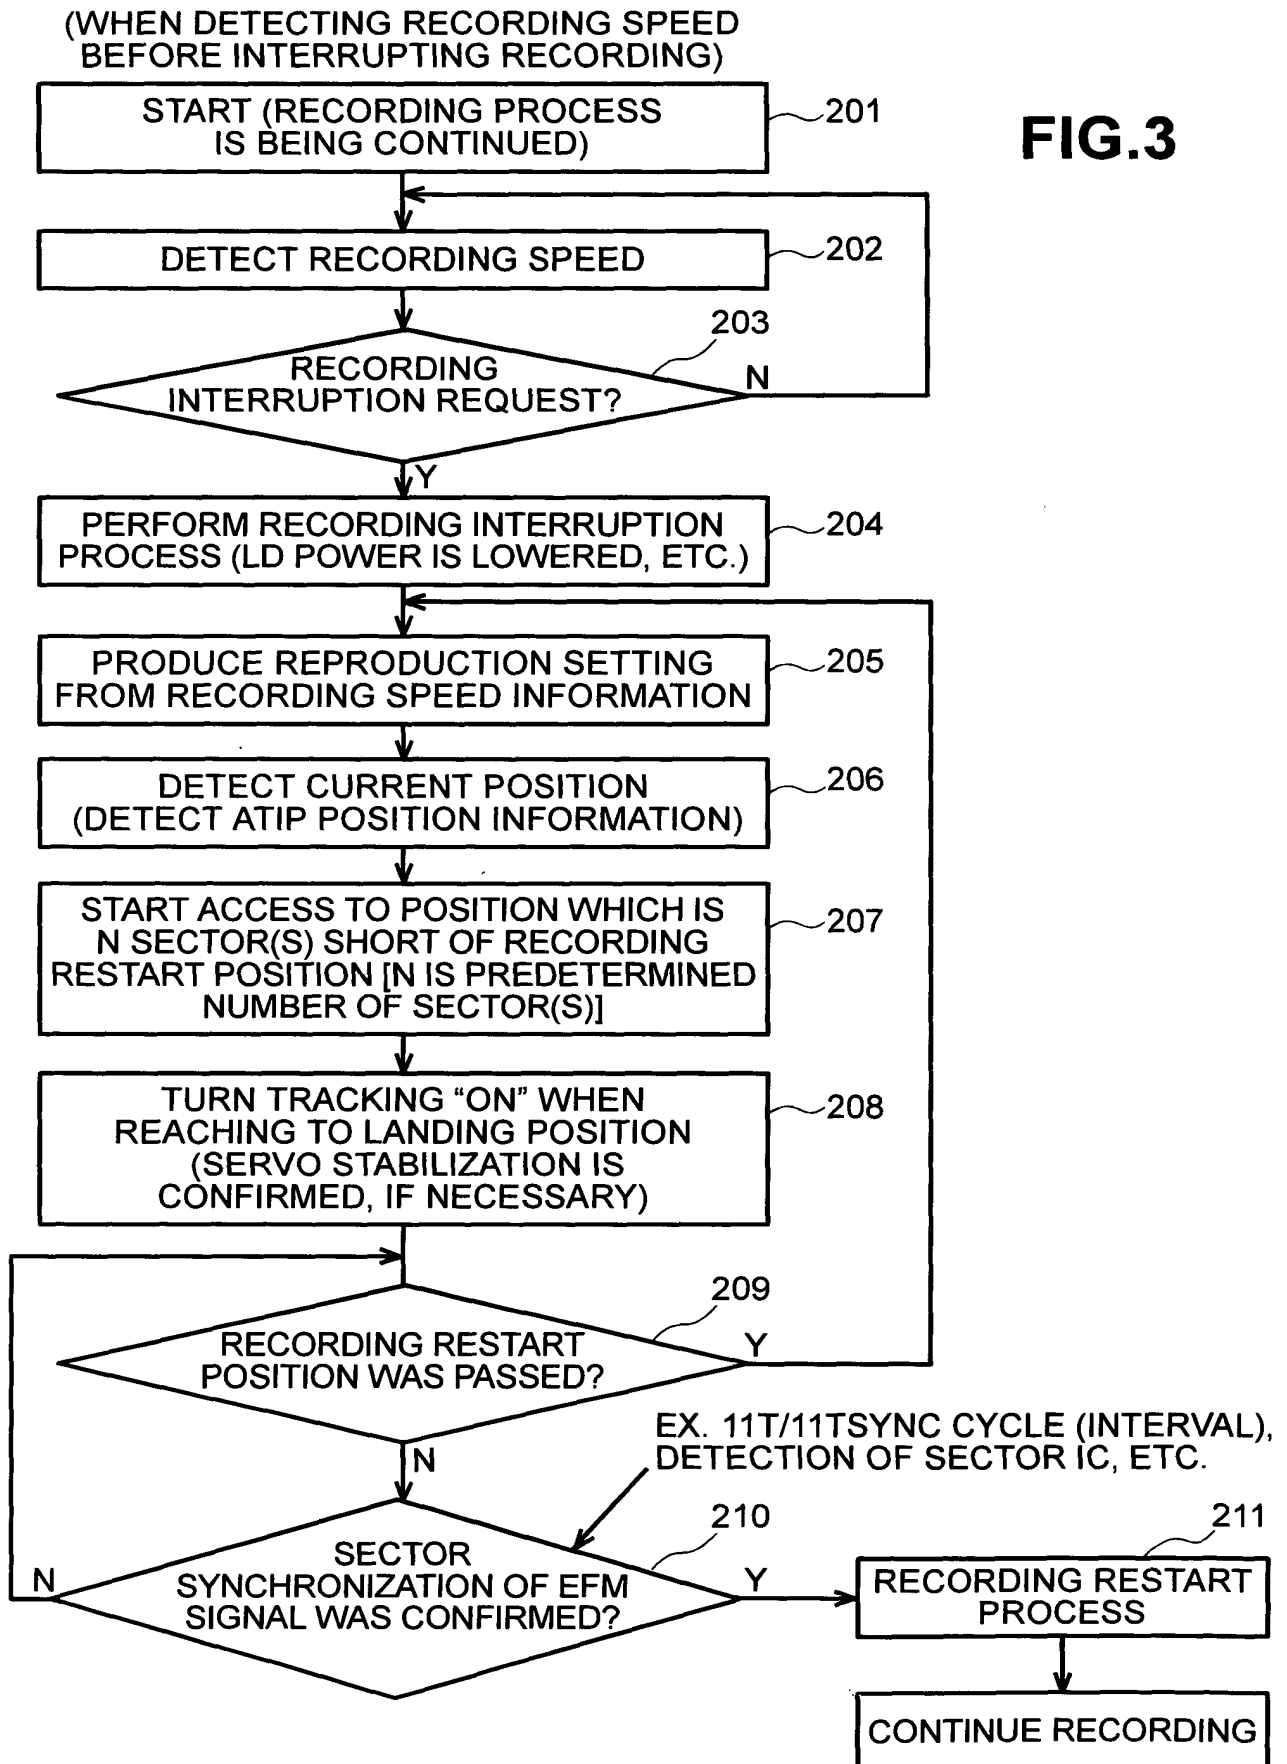 (WHEN DETECTING RECORDING SPEED
BEFORE INTERRUPTING RECORDING)
START (RECORDING PROCESS
IS BEING CONTINUED)
201
FIG.3
DETECT RECORDING SPEED
202
203
RECORDING
INTERRUPTION REQUEST?
N
Y
PERFORM RECORDING INTERRUPTION
PROCESS (LD POWER IS LOWERED, ETC.)
204
PRODUCE REPRODUCTION SETTING
FROM RECORDING SPEED INFORMATION
205
DETECT CURRENT POSITION
(DETECT ATIP POSITION INFORMATION)
206
START ACCESS TO POSITION WHICH IS
N SECTOR(S) SHORT OF RECORDING
RESTART POSITION [N IS PREDETERMINED
NUMBER OF SECTOR(S)]
207
TURN TRACKING “ON” WHEN
REACHING TO LANDING POSITION
(SERVO STABILIZATION IS
CONFIRMED, IF NECESSARY)
208
209
RECORDING RESTART
POSITION WAS PASSED?
Y
N
EX. 11T/11TSYNC CYCLE (INTERVAL),
DETECTION OF SECTOR IC, ETC.
210
SECTOR
SYNCHRONIZATION OF EFM
SIGNAL WAS CONFIRMED?
N
Y
211
RECORDING RESTART
PROCESS
CONTINUE RECORDING